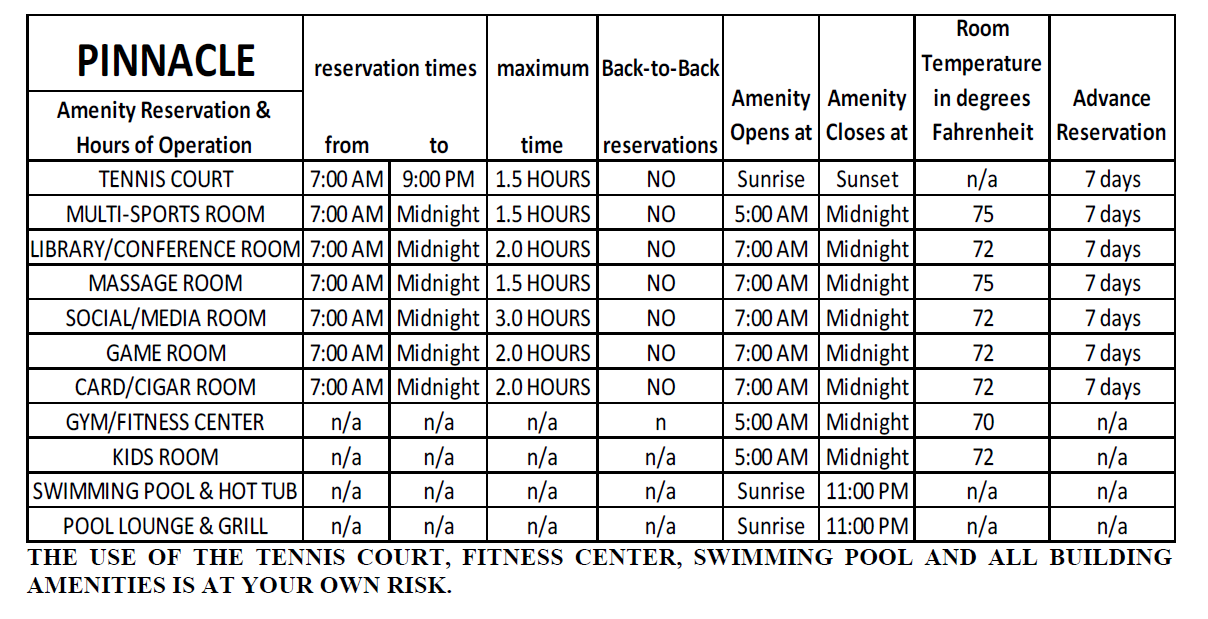 PINNACLE
Amenity Reservation &
Hours of Operation
reservation times
from to
maximum
time
Back-to-Back
reservations
Amenity
Opens at
Amenity
Closes at
Room
Temperature
in degrees
Fahrenheit
Advance
Reservation
TENNIS COURT 7:00 AM 9:00 PM 1.5 HOURS NO Sunrise Sunset n/a 7 days
MULTI-SPORTS ROOM 7:00 AM Midnight 1.5 HOURS NO 5:00 AM Midnight 75 7 days
LIBRARY/CONFERENCE ROOM 7:00 AM Midnight 2.0 HOURS NO 7:00 AM Midnight 72 7 days
MASSAGE ROOM 7:00 AM Midnight 1.5 HOURS NO 7:00 AM Midnight 75 7 days
SOCIAL/MEDIA ROOM 7:00 AM Midnight 3.0 HOURS NO 7:00 AM Midnight 72 7 days
GAME ROOM 7:00 AM Midnight 2.0 HOURS NO 7:00 AM Midnight 72 7 days
CARD/CIGAR ROOM 7:00 AM Midnight 2.0 HOURS NO 7:00 AM Midnight 72 7 days
GYM/FITNESS CENTER n/a n/a n/a n 5:00 AM Midnight 70 n/a
KIDS ROOM n/a n/a n/a n/a 5:00 AM Midnight 72 n/a
SWIMMING POOL & HOT TUB n/a n/a n/a n/a Sunrise 11:00 PM n/a n/a
POOL LOUNGE & GRILL n/a n/a n/a n/a Sunrise 11:00 PM n/a n/a
THE USE OF THE TENNIS COURT, FITNESS CENTER, SWIMMING POOL AND ALL BUILDING
AMENITIES IS AT YOUR OWN RISK.